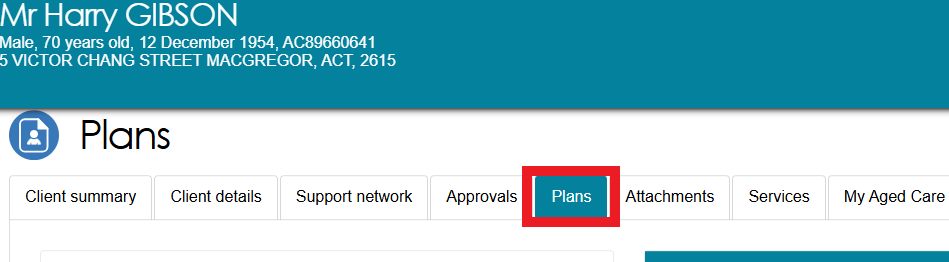 Mr Harry GIBSON
Male, 70 years old, 12 December 1954, AC89660641
5 VICTOR CHANG STREET MACGREGOR, ACT, 2615
Plans
Client summary Client details Support network Approvals Plans Attachments Services My Aged Care